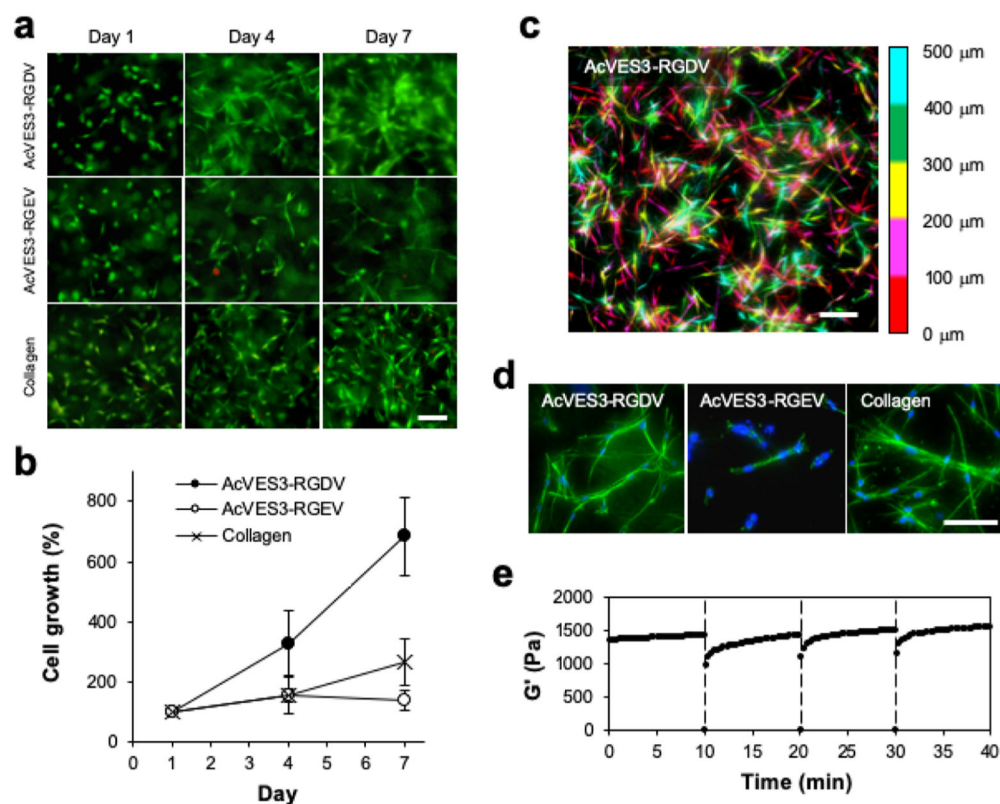 a
Day 1 Day 4 Day 7
AcVES3-RGDV
AcVES3-RGEV
Collagen
b
AcVES3-RGDV
AcVES3-RGEV
Collagen
Cell growth (%)
800
600
400
200
0
0 1 2 3 4 5 6 7
Day
c
AcVES3-RGDV
500 μm
400 μm
300 μm
200 μm
100 μm
0 μm
d
AcVES3-RGDV AcVES3-RGEV Collagen
e
G' (Pa)
2000
1500
1000
500
0
0 5 10 15 20 25 30 35 40
Time (min)